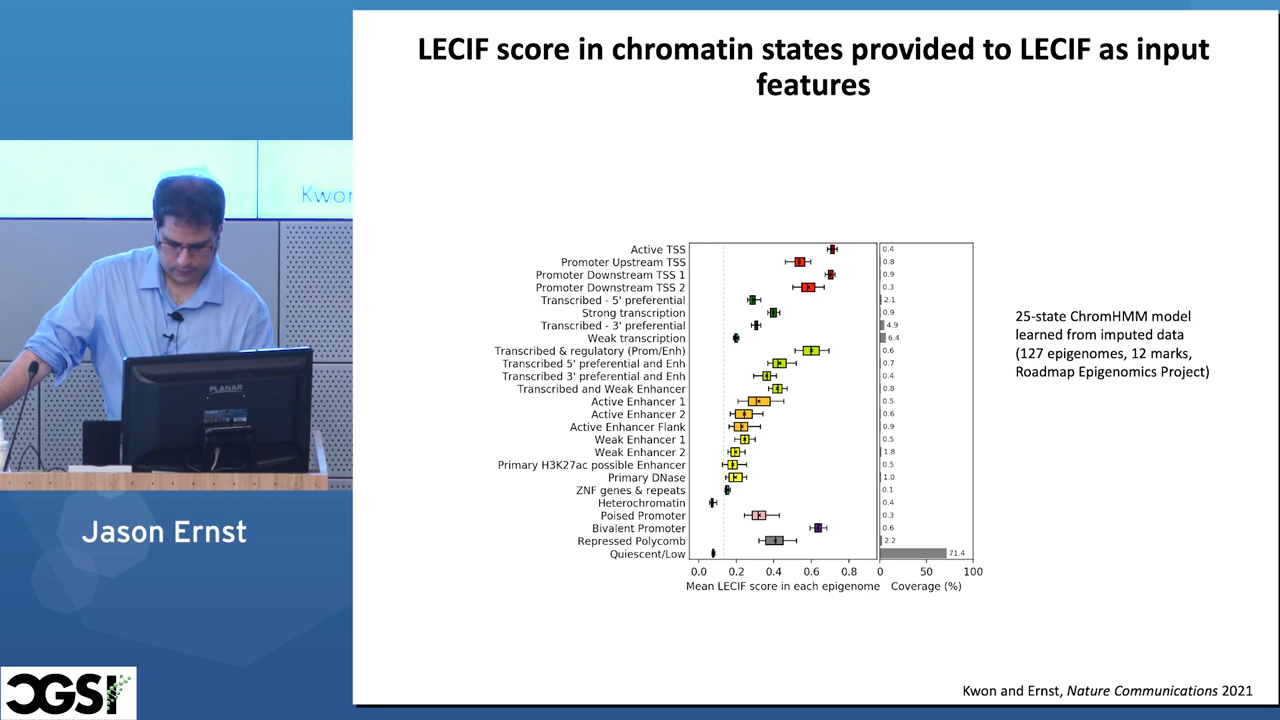 LECIF score in chromatin states provided to LECIF as input
features
Kwon
PLANAR
Jason Ernst
CGSI
Active TSS 0.4
Promoter Upstream TSS 0.8
Promoter Downstream TSS 1 0.9
Promoter Downstream TSS 2 0.3
Transcribed - 5' preferential 2.1
Strong transcription 0.9
Transcribed - 3' preferential 4.9
Weak transcription 6.4
Transcribed & regulatory (Prom/Enh) 0.6
Transcribed 5' preferential and Enh 0.7
Transcribed 3' preferential and Enh 0.4
Transcribed and Weak Enhancer 0.8
Active Enhancer 1 0.5
Active Enhancer 2 0.6
Active Enhancer Flank 0.9
Weak Enhancer 1 0.5
Weak Enhancer 2 1.8
Primary H3K27ac possible Enhancer 0.5
Primary DNase 1.0
ZNF genes & repeats 0.1
Heterochromatin 0.4
Poised Promoter 0.3
Bivalent Promoter 0.6
Repressed Polycomb 2.2
Quiescent/Low 71.4
0.0 0.2 0.4 0.6 0.8 0 50 100
Mean LECIF score in each epigenome Coverage (%)
25-state ChromHMM model
learned from imputed data
(127 epigenomes, 12 marks,
Roadmap Epigenomics Project)
Kwon and Ernst, Nature Communications 2021